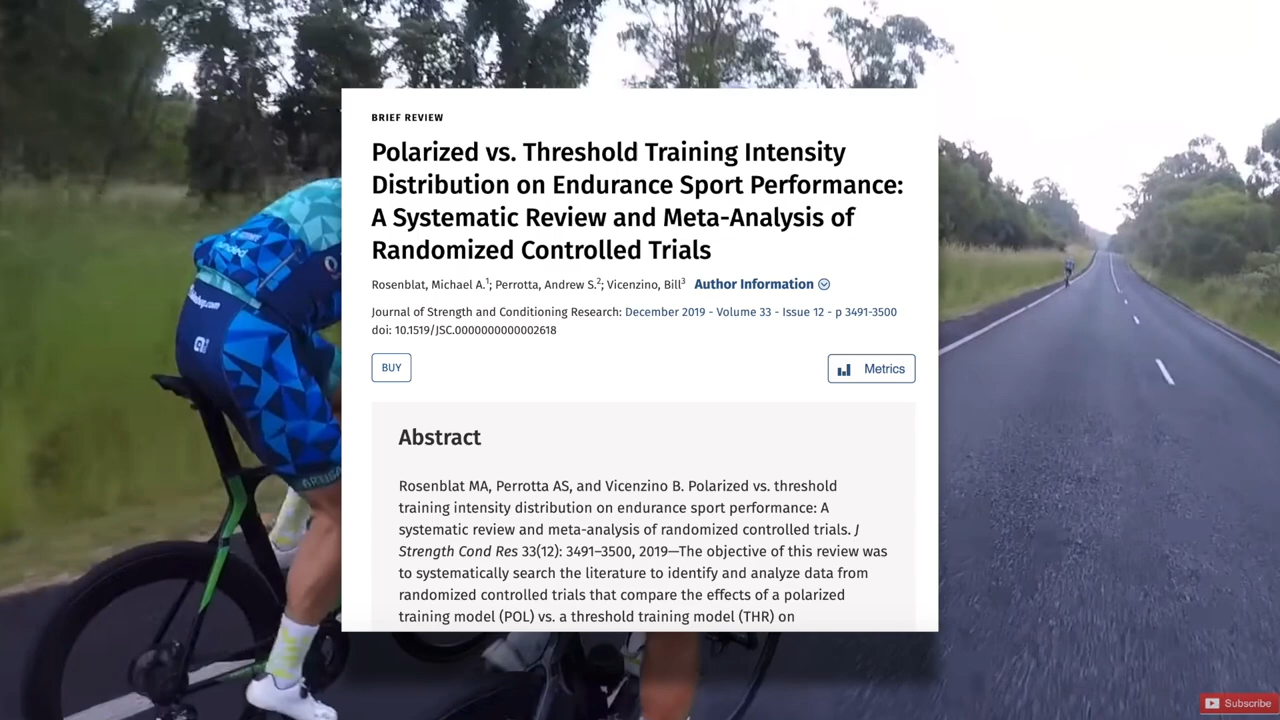 BRIEF REVIEW
Polarized vs. Threshold Training Intensity
Distribution on Endurance Sport Performance:
A Systematic Review and Meta-Analysis of
Randomized Controlled Trials
Rosenblat, Michael A.1; Perrotta, Andrew S.2; Vicenzino, Bill3 Author Information
Journal of Strength and Conditioning Research: December 2019 - Volume 33 - Issue 12 - p 3491-3500
doi: 10.1519/JSC.0000000000002618
BUY
Metrics
Abstract
Rosenblat MA, Perrotta AS, and Vicenzino B. Polarized vs. threshold
training intensity distribution on endurance sport performance: A
systematic review and meta-analysis of randomized controlled trials. J
Strength Cond Res 33(12): 3491–3500, 2019—The objective of this review was
to systematically search the literature to identify and analyze data from
randomized controlled trials that compare the effects of a polarized
training model (POL) vs. a threshold training model (THR) on
Subscribe